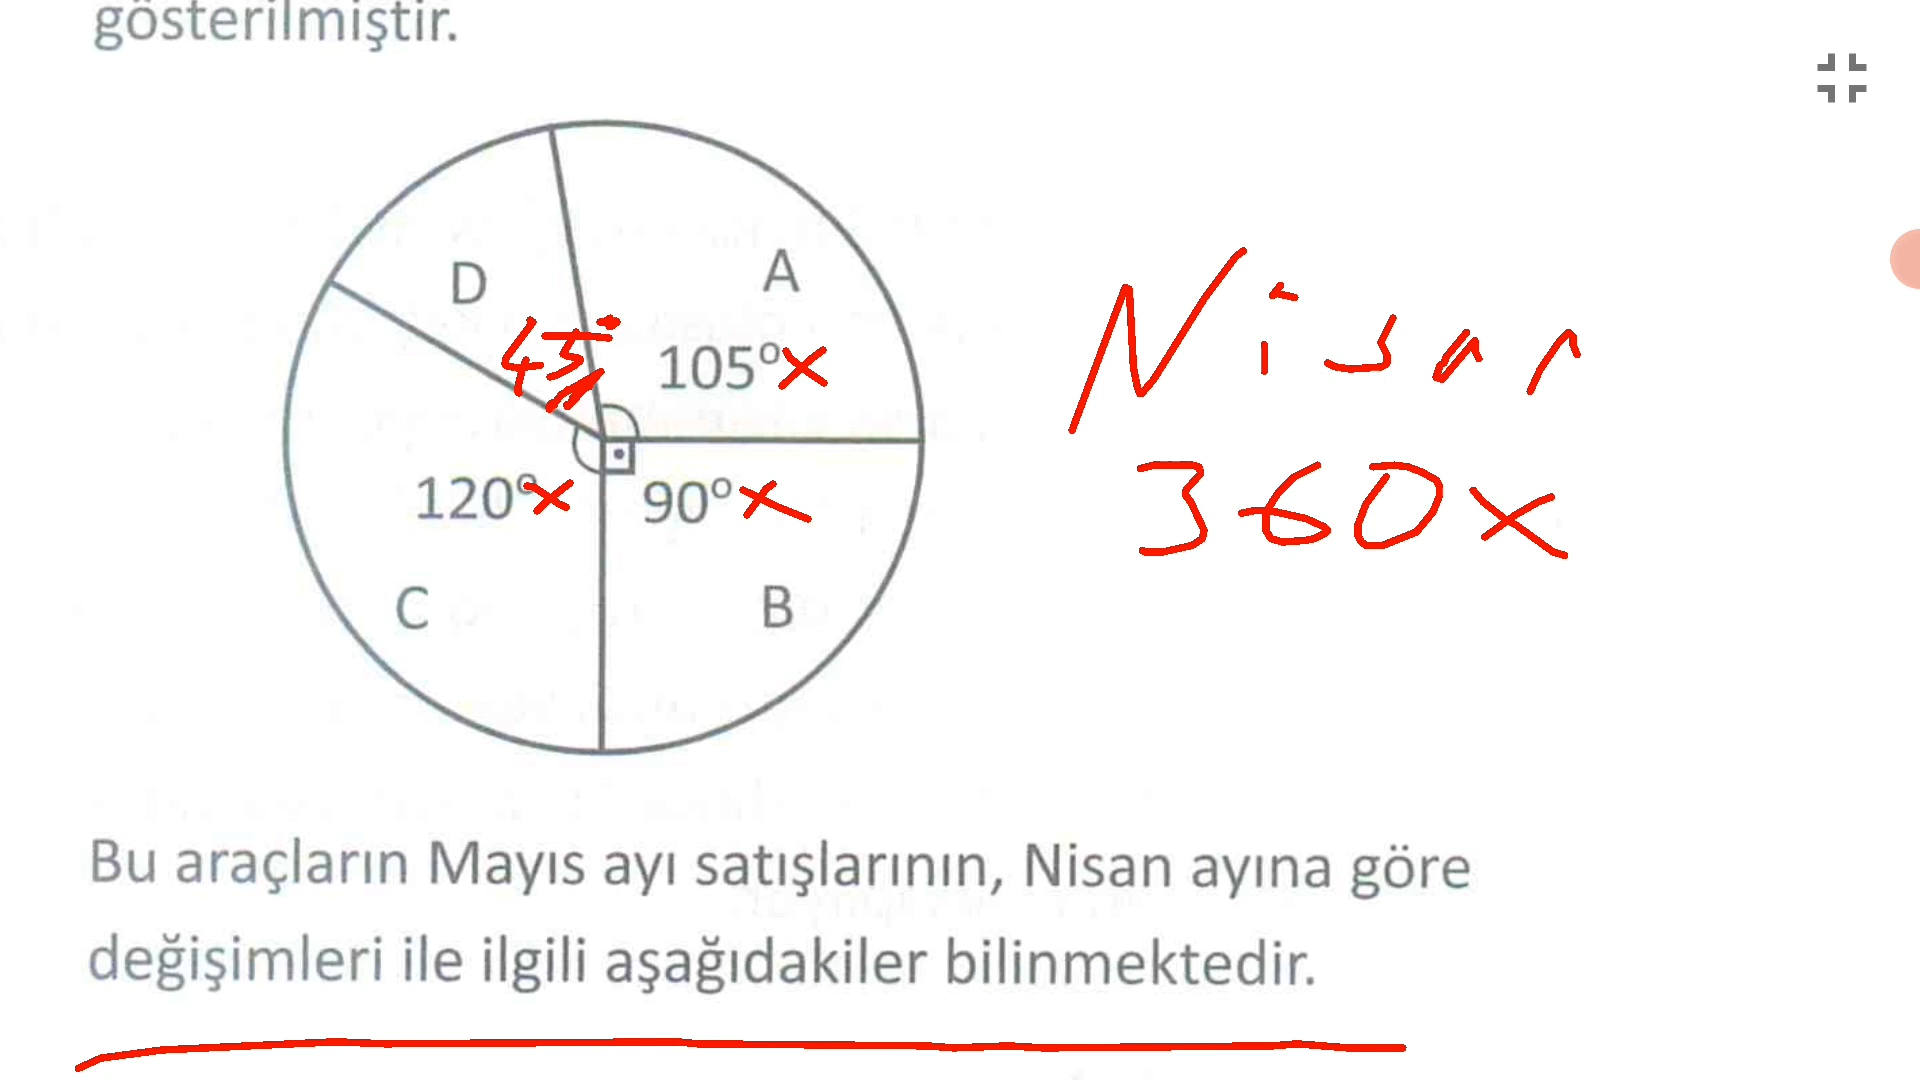 gösterilmiştir.
D
A
45°
105°x
120°x
90°x
C
B
Nisan
360x
Bu araçların Mayıs ayı satışlarının, Nisan ayına göre
değişimleri ile ilgili aşağıdakiler bilinmektedir.